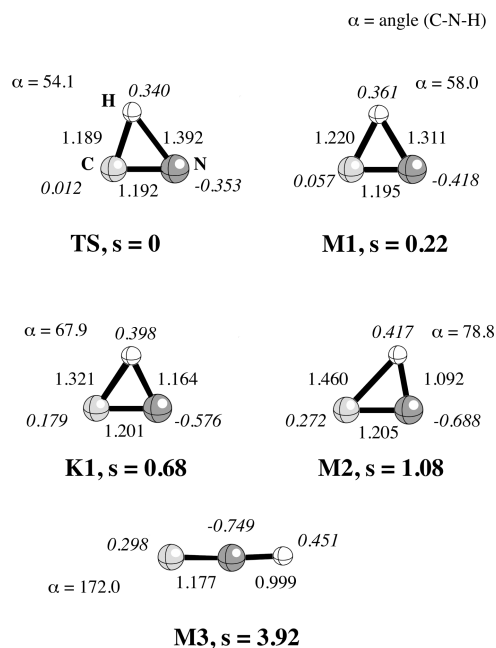 α = angle (C-N-H)
α = 54.1
0.340
H
1.189
1.392
C
N
0.012
1.192
-0.353
TS, s = 0
0.361
α = 58.0
1.220
1.311
0.057
1.195
-0.418
M1, s = 0.22
α = 67.9
0.398
1.321
1.164
0.179
1.201
-0.576
K1, s = 0.68
0.417
α = 78.8
1.460
1.092
0.272
1.205
-0.688
M2, s = 1.08
-0.749
0.298
0.451
α = 172.0
1.177
0.999
M3, s = 3.92